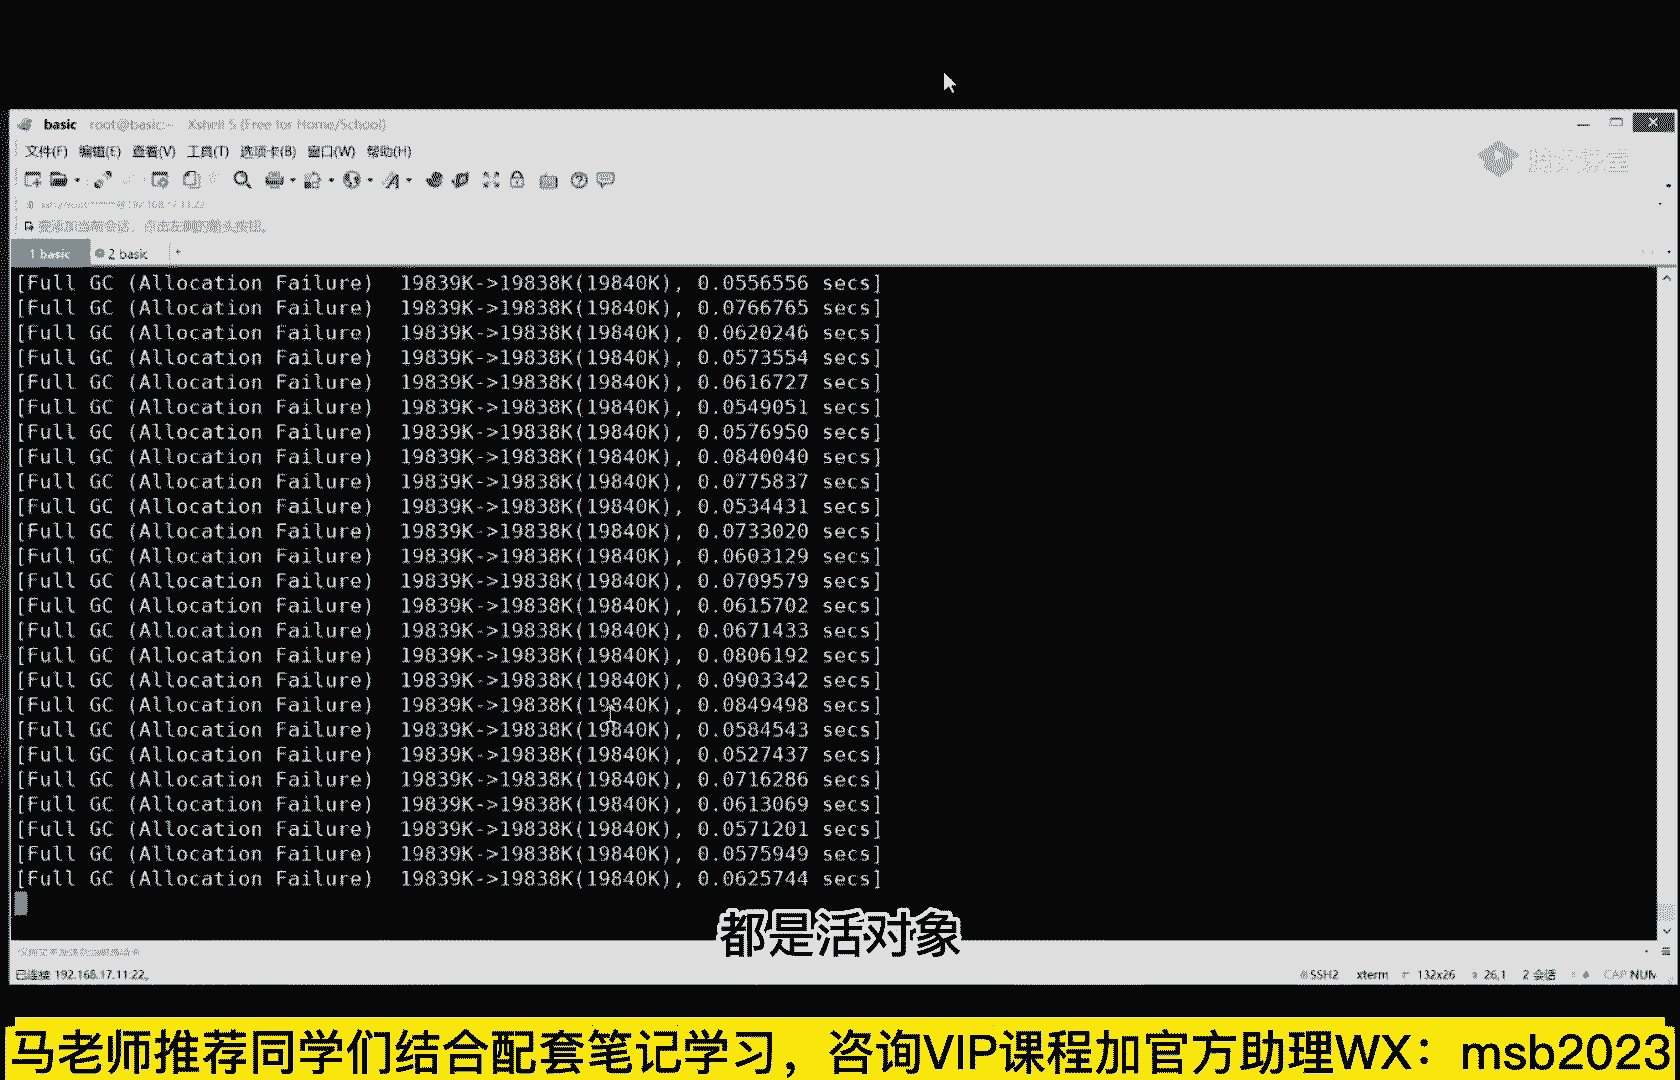 basic root@basic:~ Xshell 5 (Free for Home/School)
文件(F) 编辑(E) 查看(V) 工具(T) 选项卡(B) 窗口(W) 帮助(H)
1 basic 2 basic +
[Full GC (Allocation Failure)  19839K->19838K(19840K), 0.0556556 secs]
[Full GC (Allocation Failure)  19839K->19838K(19840K), 0.0766765 secs]
[Full GC (Allocation Failure)  19839K->19838K(19840K), 0.0620246 secs]
[Full GC (Allocation Failure)  19839K->19838K(19840K), 0.0573554 secs]
[Full GC (Allocation Failure)  19839K->19838K(19840K), 0.0616727 secs]
[Full GC (Allocation Failure)  19839K->19838K(19840K), 0.0549051 secs]
[Full GC (Allocation Failure)  19839K->19838K(19840K), 0.0576950 secs]
[Full GC (Allocation Failure)  19839K->19838K(19840K), 0.0840040 secs]
[Full GC (Allocation Failure)  19839K->19838K(19840K), 0.0775837 secs]
[Full GC (Allocation Failure)  19839K->19838K(19840K), 0.0534431 secs]
[Full GC (Allocation Failure)  19839K->19838K(19840K), 0.0733020 secs]
[Full GC (Allocation Failure)  19839K->19838K(19840K), 0.0603129 secs]
[Full GC (Allocation Failure)  19839K->19838K(19840K), 0.0709579 secs]
[Full GC (Allocation Failure)  19839K->19838K(19840K), 0.0615702 secs]
[Full GC (Allocation Failure)  19839K->19838K(19840K), 0.0671433 secs]
[Full GC (Allocation Failure)  19839K->19838K(19840K), 0.0806192 secs]
[Full GC (Allocation Failure)  19839K->19838K(19840K), 0.0903342 secs]
[Full GC (Allocation Failure)  19839K->19838K(19840K), 0.0849498 secs]
[Full GC (Allocation Failure)  19839K->19838K(19840K), 0.0584543 secs]
[Full GC (Allocation Failure)  19839K->19838K(19840K), 0.0527437 secs]
[Full GC (Allocation Failure)  19839K->19838K(19840K), 0.0716286 secs]
[Full GC (Allocation Failure)  19839K->19838K(19840K), 0.0613069 secs]
[Full GC (Allocation Failure)  19839K->19838K(19840K), 0.0571201 secs]
[Full GC (Allocation Failure)  19839K->19838K(19840K), 0.0575949 secs]
[Full GC (Allocation Failure)  19839K->19838K(19840K), 0.0625744 secs]
都是活对象
已连接 192.168.17.11:22。 SSH2 xterm 132x26 26,1 2 会话 CAP NUM
马老师推荐同学们结合配套笔记学习，咨询VIP课程加官方助理WX：msb2023